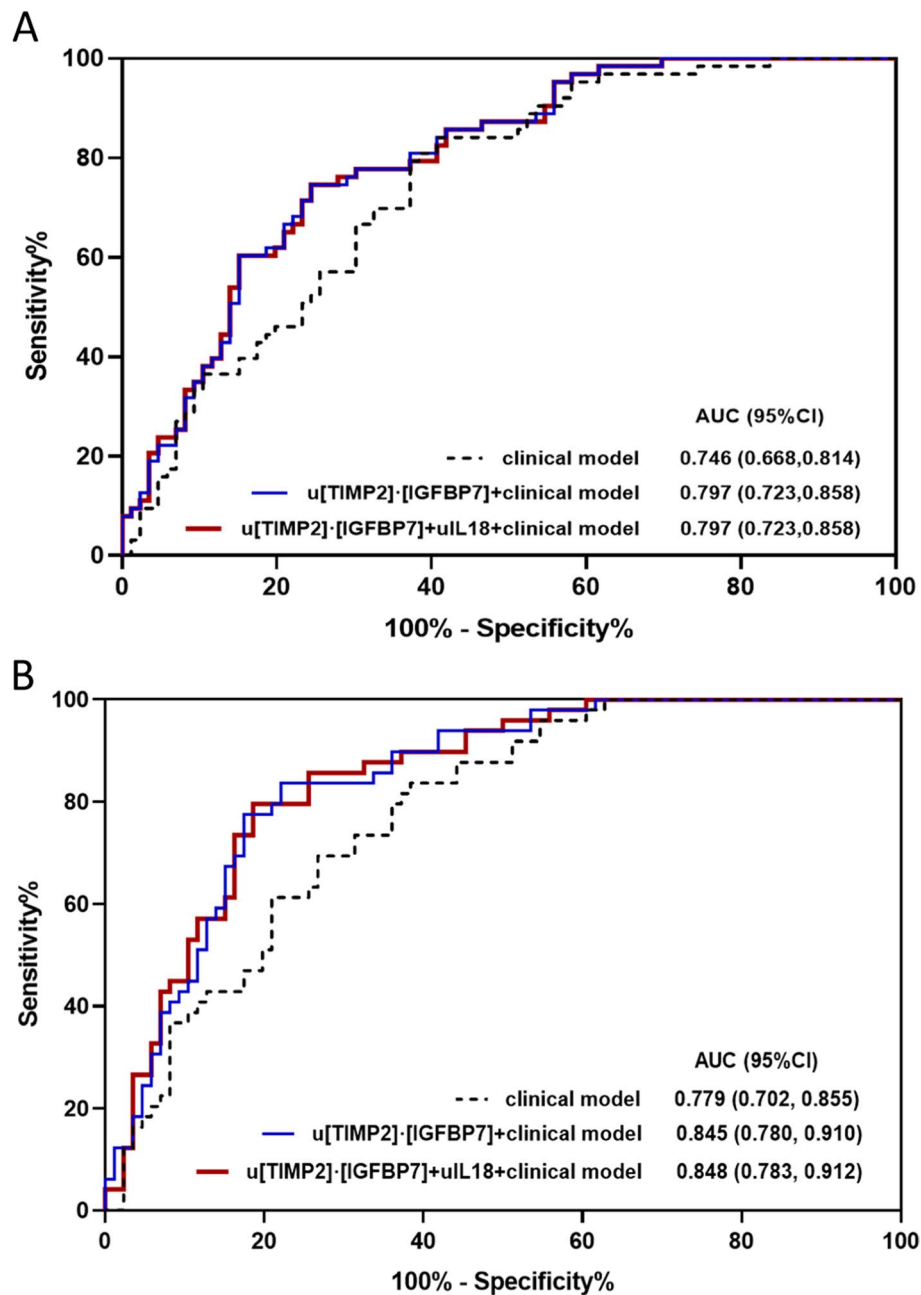 A
100
80
60
40
20
0
Sensitivity%
AUC (95%CI)
clinical model 0.746 (0.668,0.814)
u[TIMP2]·[IGFBP7]+clinical model 0.797 (0.723,0.858)
u[TIMP2]·[IGFBP7]+uIL18+clinical model 0.797 (0.723,0.858)
0 20 40 60 80 100
100% - Specificity%
B
100
80
60
40
20
0
Sensitivity%
AUC (95%CI)
clinical model 0.779 (0.702, 0.855)
u[TIMP2]·[IGFBP7]+clinical model 0.845 (0.780, 0.910)
u[TIMP2]·[IGFBP7]+uIL18+clinical model 0.848 (0.783, 0.912)
0 20 40 60 80 100
100% - Specificity%